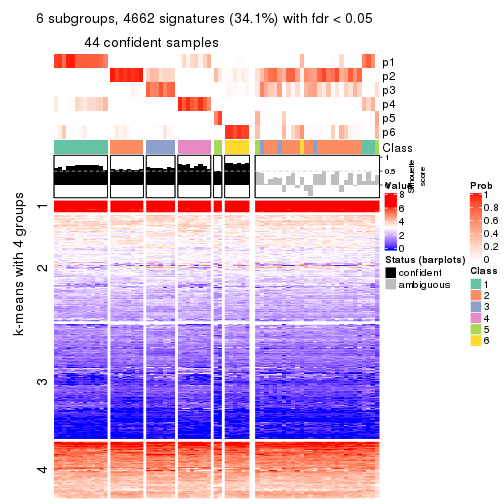 6 subgroups, 4662 signatures (34.1%) with fdr < 0.05
44 confident samples
p1
p2
p3
p4
p5
p6
Class
1
0.5
0
Silhouette
score
k-means with 4 groups
1
2
3
4
Value
8
6
4
2
0
Status (barplots)
confident
ambiguous
Prob
1
0.8
0.6
0.4
0.2
0
Class
1
2
3
4
5
6